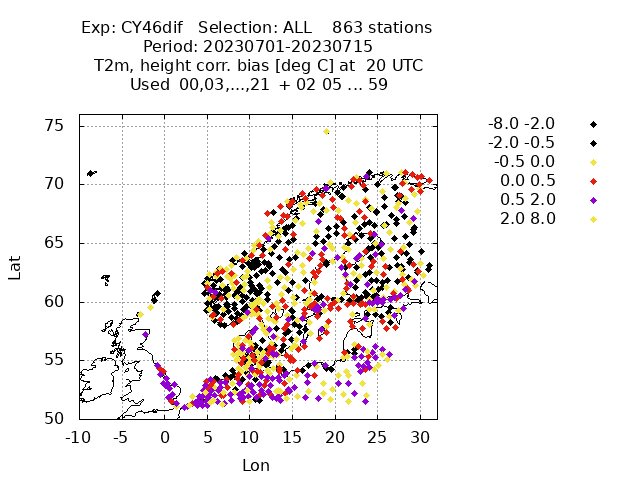 Exp: CY46dif Selection: ALL 863 stations
Period: 20230701-20230715
T2m, height corr. bias [deg C] at 20 UTC
Used 00,03,...,21 + 02 05 ... 59
75
70
65
60
55
50
Lat
-10 -5 0 5 10 15 20 25 30
Lon
-8.0 -2.0
-2.0 -0.5
-0.5 0.0
0.0 0.5
0.5 2.0
2.0 8.0